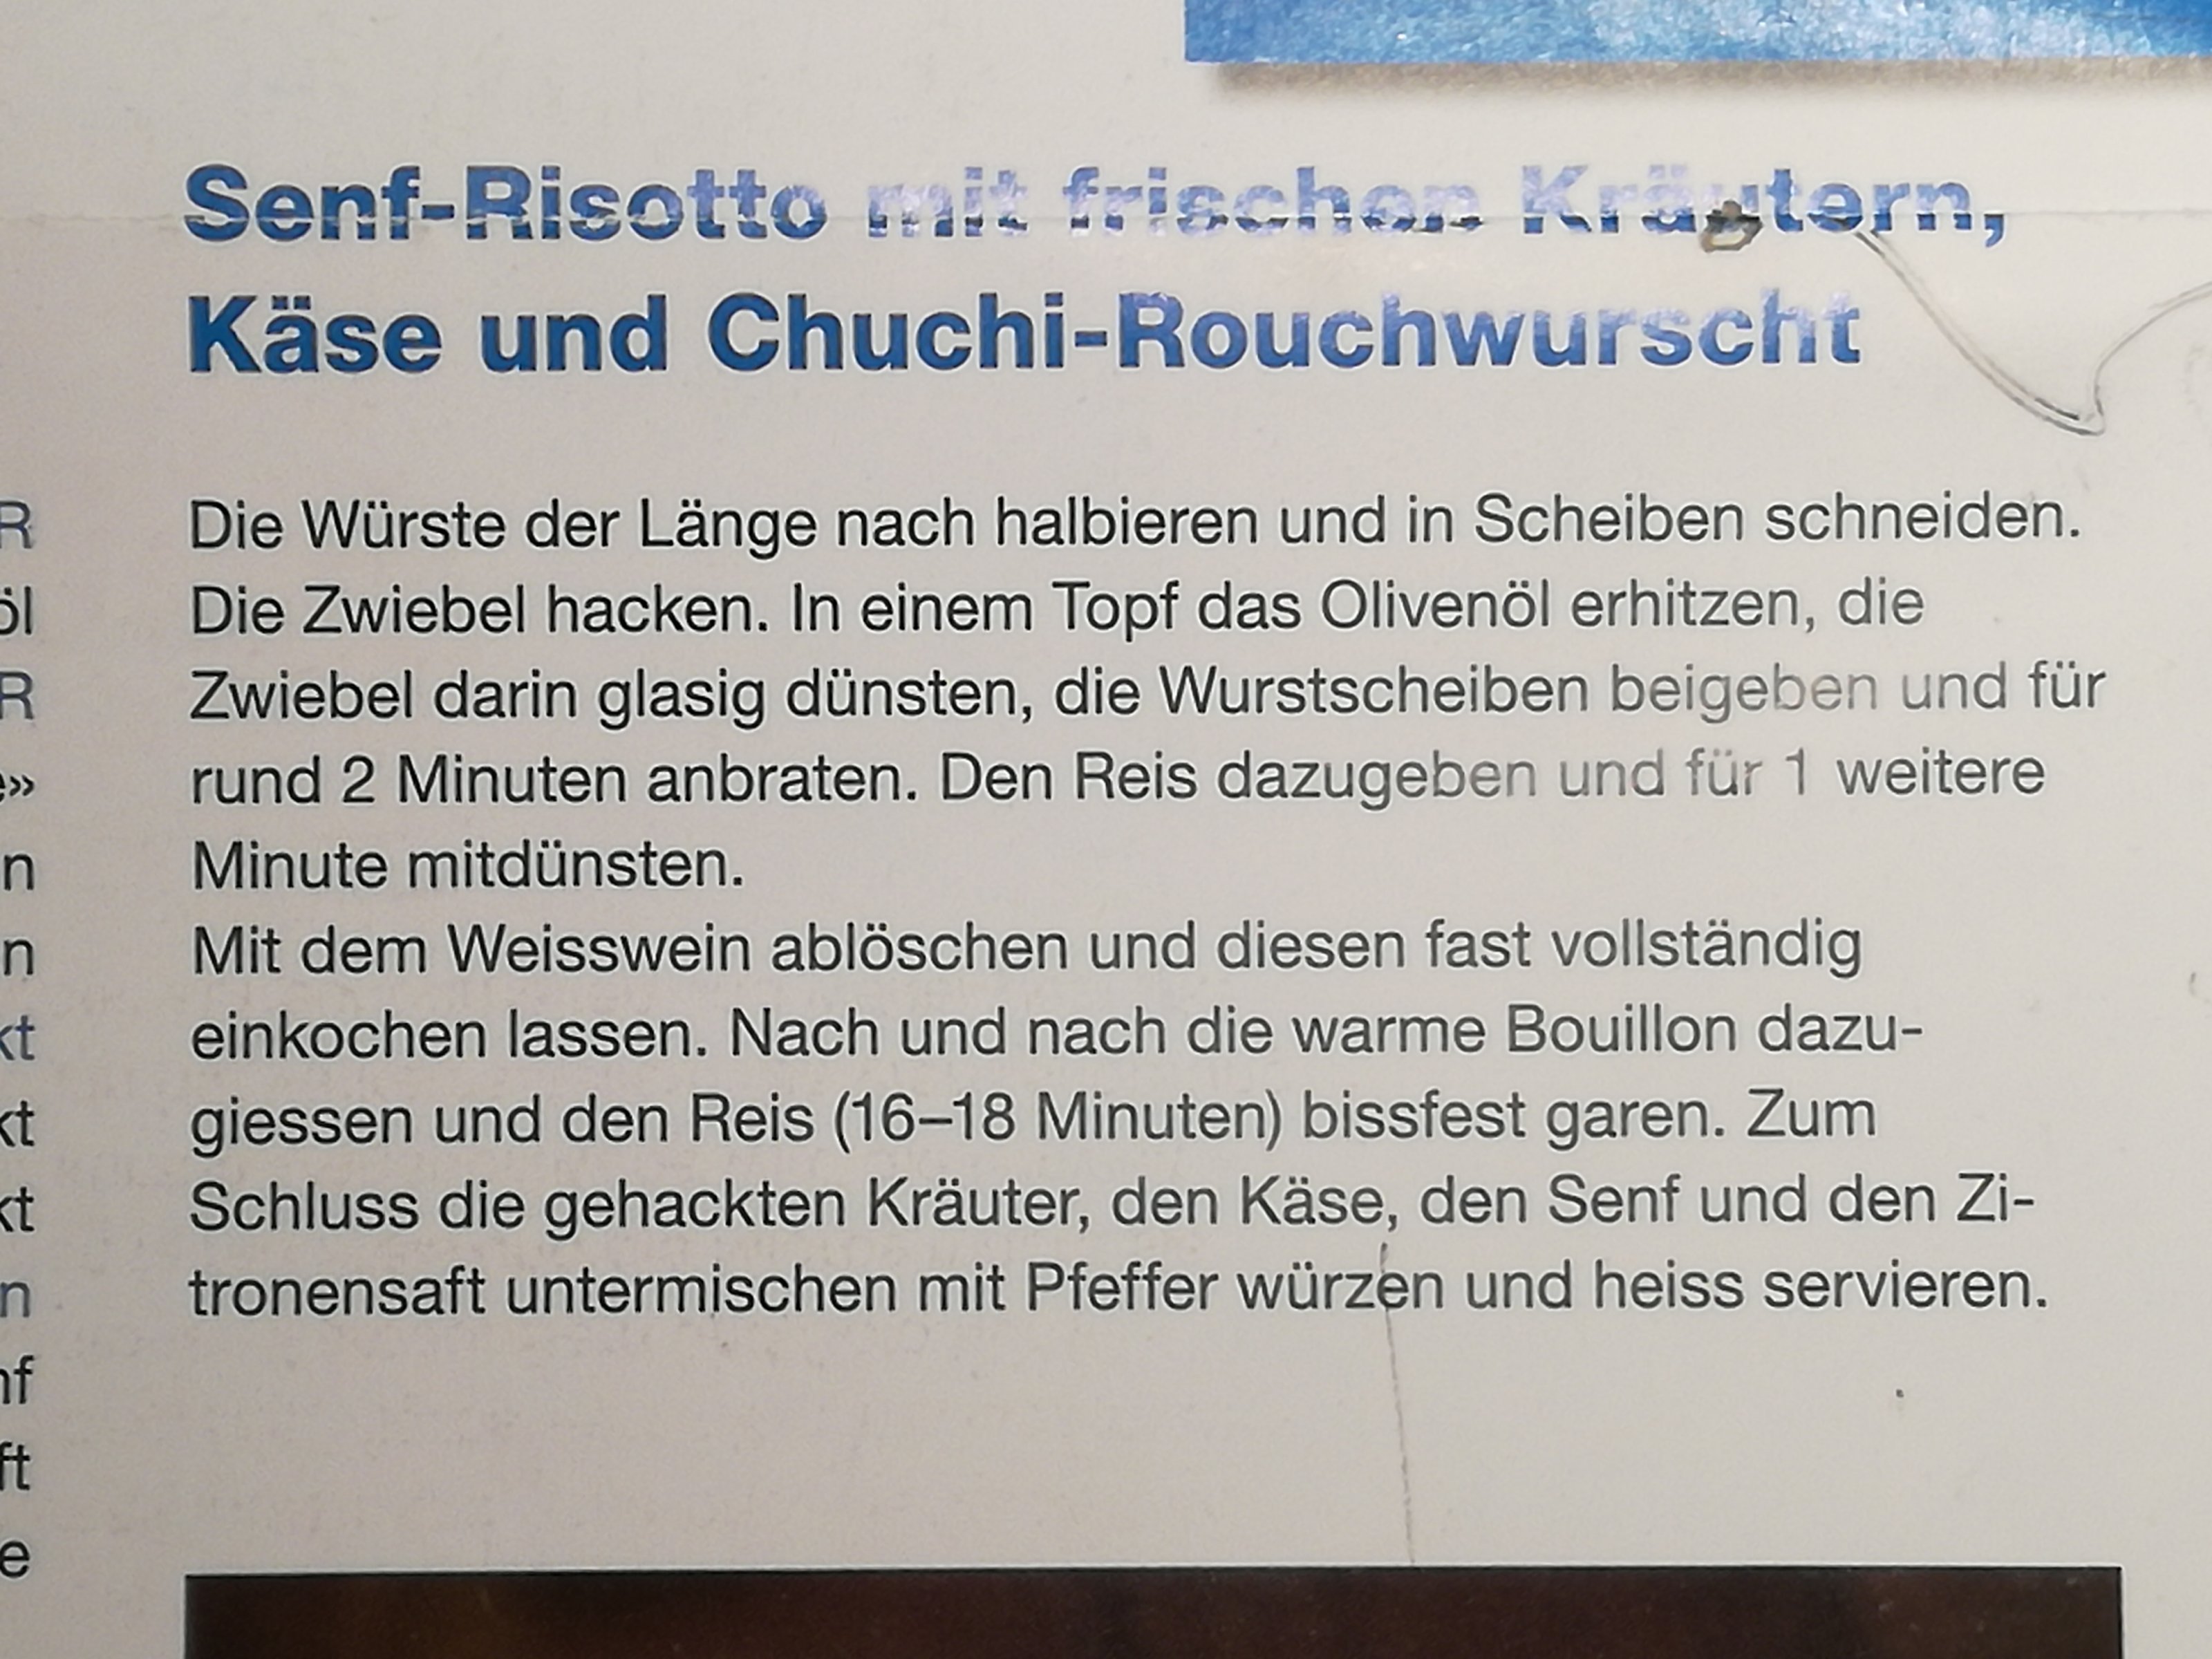 Senf-Risotto mit frischen Kräutern,
Käse und Chuchi-Rouchwurscht
Die Würste der Länge nach halbieren und in Scheiben schneiden.
Die Zwiebel hacken. In einem Topf das Olivenöl erhitzen, die
Zwiebel darin glasig dünsten, die Wurstscheiben beigeben und für
rund 2 Minuten anbraten. Den Reis dazugeben und für 1 weitere
Minute mitdünsten.
Mit dem Weisswein ablöschen und diesen fast vollständig
einkochen lassen. Nach und nach die warme Bouillon dazu-
giessen und den Reis (16–18 Minuten) bissfest garen. Zum
Schluss die gehackten Kräuter, den Käse, den Senf und den Zi-
tronensaft untermischen mit Pfeffer würzen und heiss servieren.